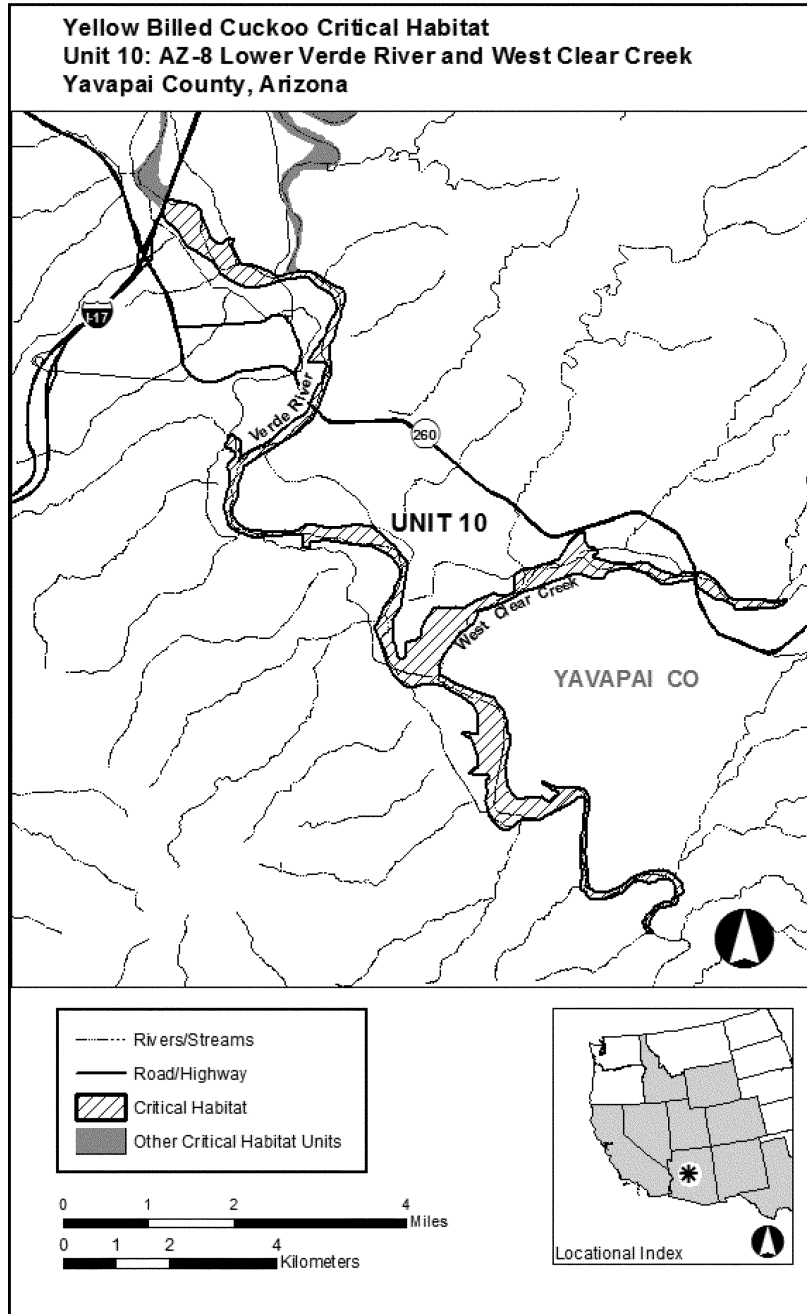 Yellow Billed Cuckoo Critical Habitat
Unit 10: AZ-8 Lower Verde River and West Clear Creek
Yavapai County, Arizona
I-17
Verde River
260
UNIT 10
West Clear Creek
YAVAPAI CO
Rivers/Streams
Road/Highway
Critical Habitat
Other Critical Habitat Units
0 1 2 4
Miles
0 1 2 4
Kilometers
Locational Index